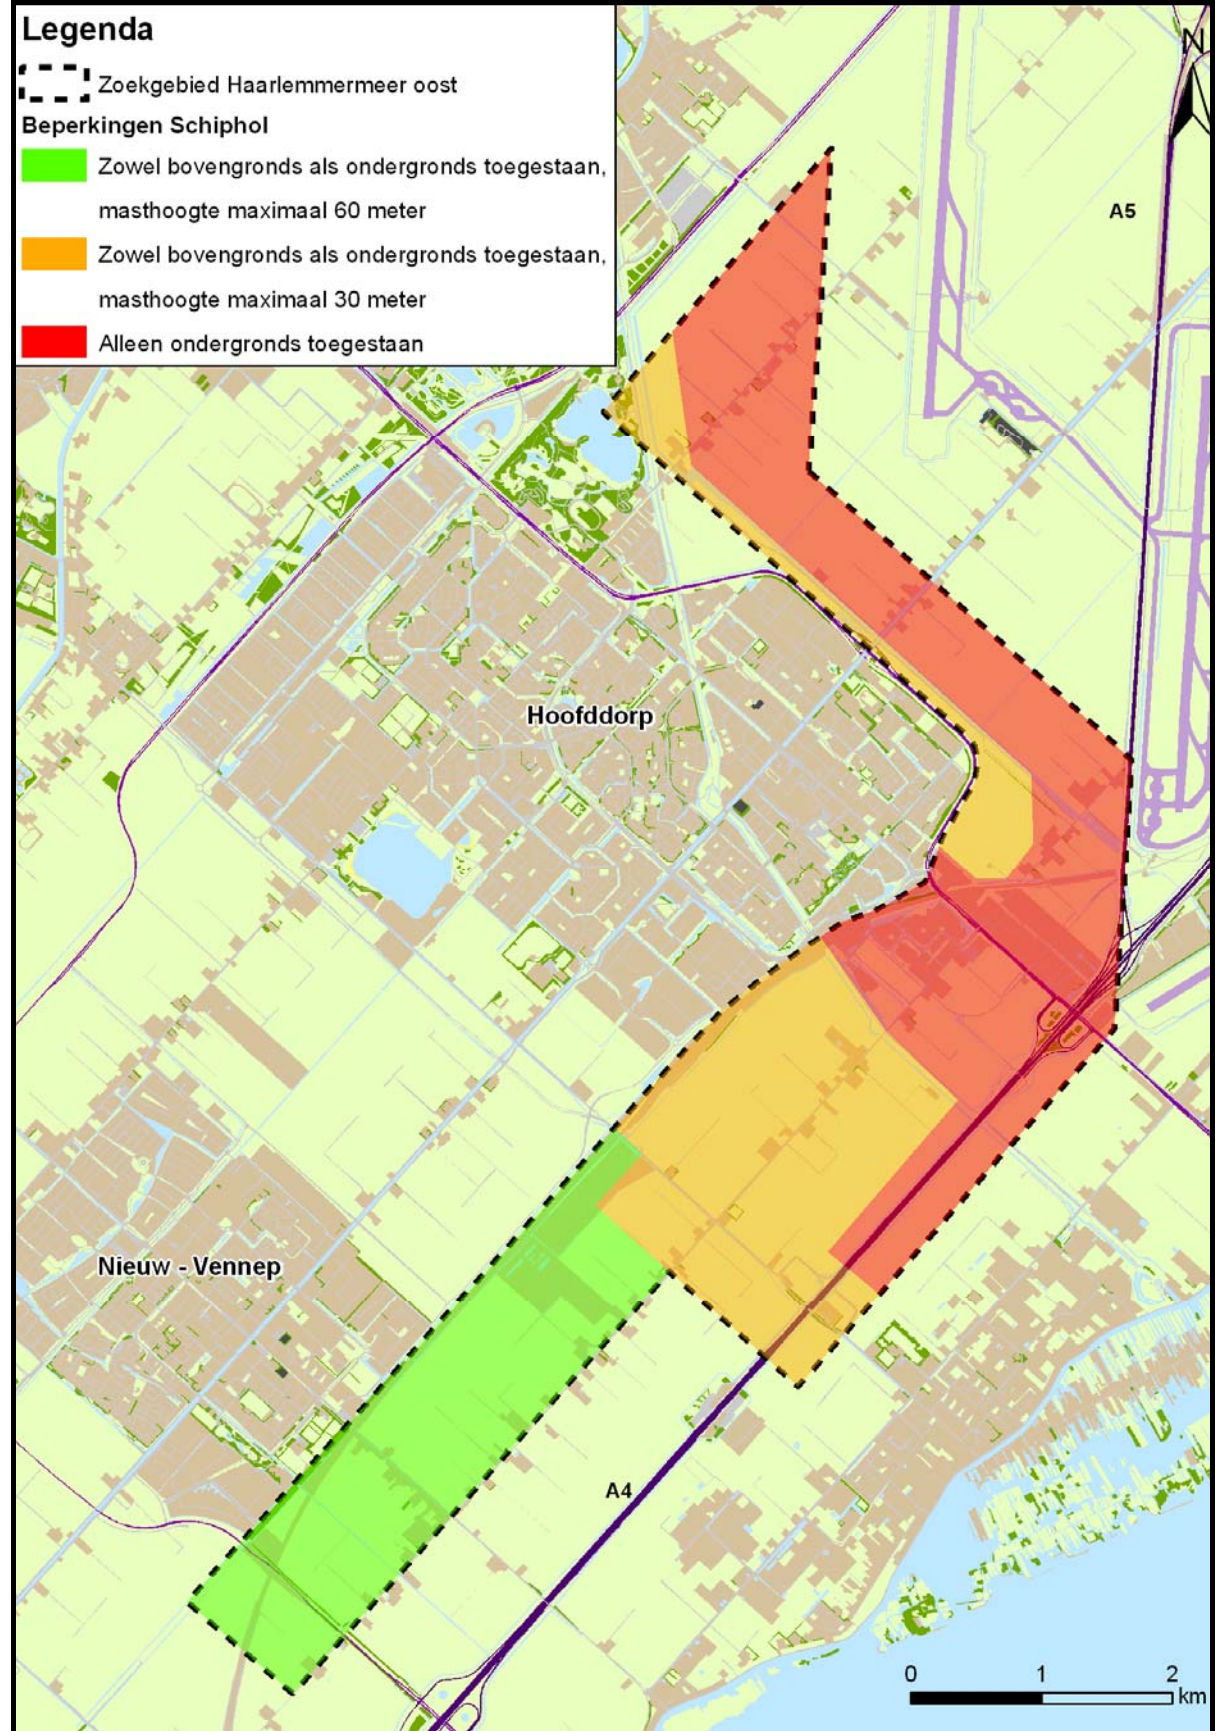 Legenda
Zoekgebied Haarlemmermeer oost
Beperkingen Schiphol
Zowel bovengronds als ondergronds toegestaan,
masthoogte maximaal 60 meter
Zowel bovengronds als ondergronds toegestaan,
masthoogte maximaal 30 meter
Alleen ondergronds toegestaan
N
A5
Hoofddorp
Nieuw - Vennep
A4
0 1 2
km